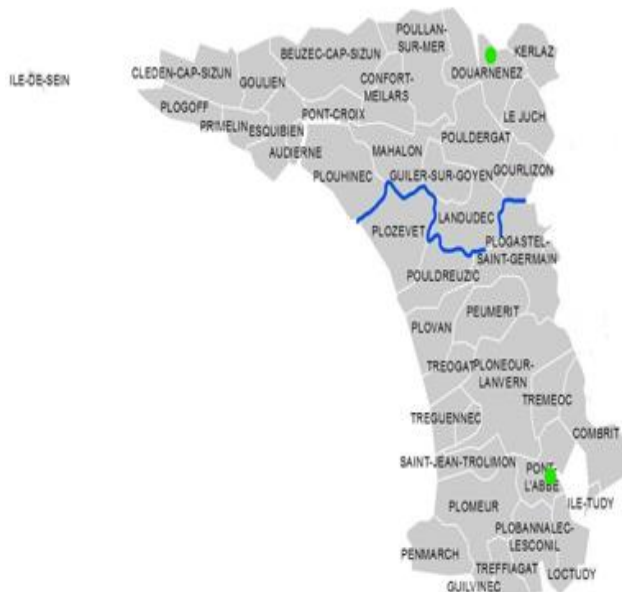 POULLAN-
SUR-MER
KERLAZ
BEUZEC-CAP-SIZUN
DOUARNENEZ
CLEDEN-CAP-SIZUN
ILE-DE-SEIN
GOULIEN
CONFORT-
MEILARS
PLOGOFF
PONT-CROIX
LE JUCH
PRIMELIN
ESQUIBIEN
POULDERGAT
AUDIERNE
MAHALON
GOURLIZON
PLOUHINEC
GUILER-SUR-GOYEN
LANDUDEC
PLOZEVET
PLOGASTEL-
SAINT-GERMAIN
POULDREUZIC
PEUMERIT
PLOVAN
TREOGAT
PLONEOUR-
LANVERN
TREMEOC
TREGUENNEC
COMBRIT
SAINT-JEAN-TROLIMON
PONT-
L'ABBE
ILE-TUDY
PLOMEUR
PLOBANNALEC-
LESCONIL
PENMARCH
TREFFIAGAT
LOCTUDY
GUILVINEC